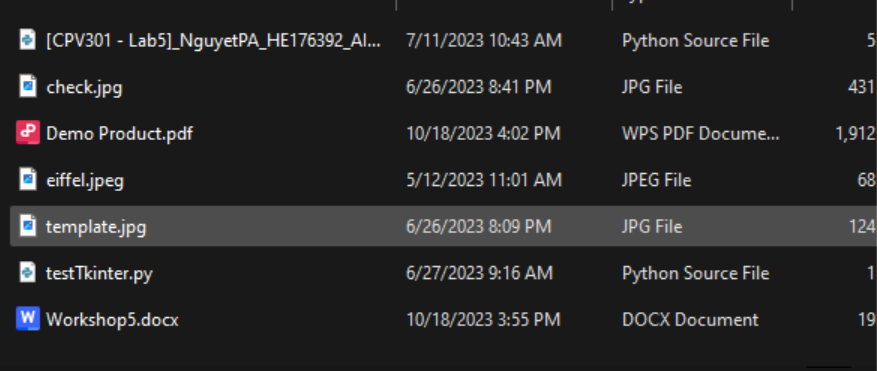 [CPV301 - Lab5]_NguyetPA_HE176392_AI... 7/11/2023 10:43 AM Python Source File 5
check.jpg 6/26/2023 8:41 PM JPG File 431
Demo Product.pdf 10/18/2023 4:02 PM WPS PDF Docume... 1,912
eiffel.jpeg 5/12/2023 11:01 AM JPEG File 68
template.jpg 6/26/2023 8:09 PM JPG File 124
testTkinter.py 6/27/2023 9:16 AM Python Source File 1
Workshop5.docx 10/18/2023 3:55 PM DOCX Document 19